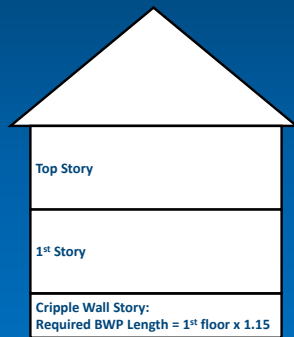 Top Story
1st Story
Cripple Wall Story:
Required BWP Length = 1st floor x 1.15